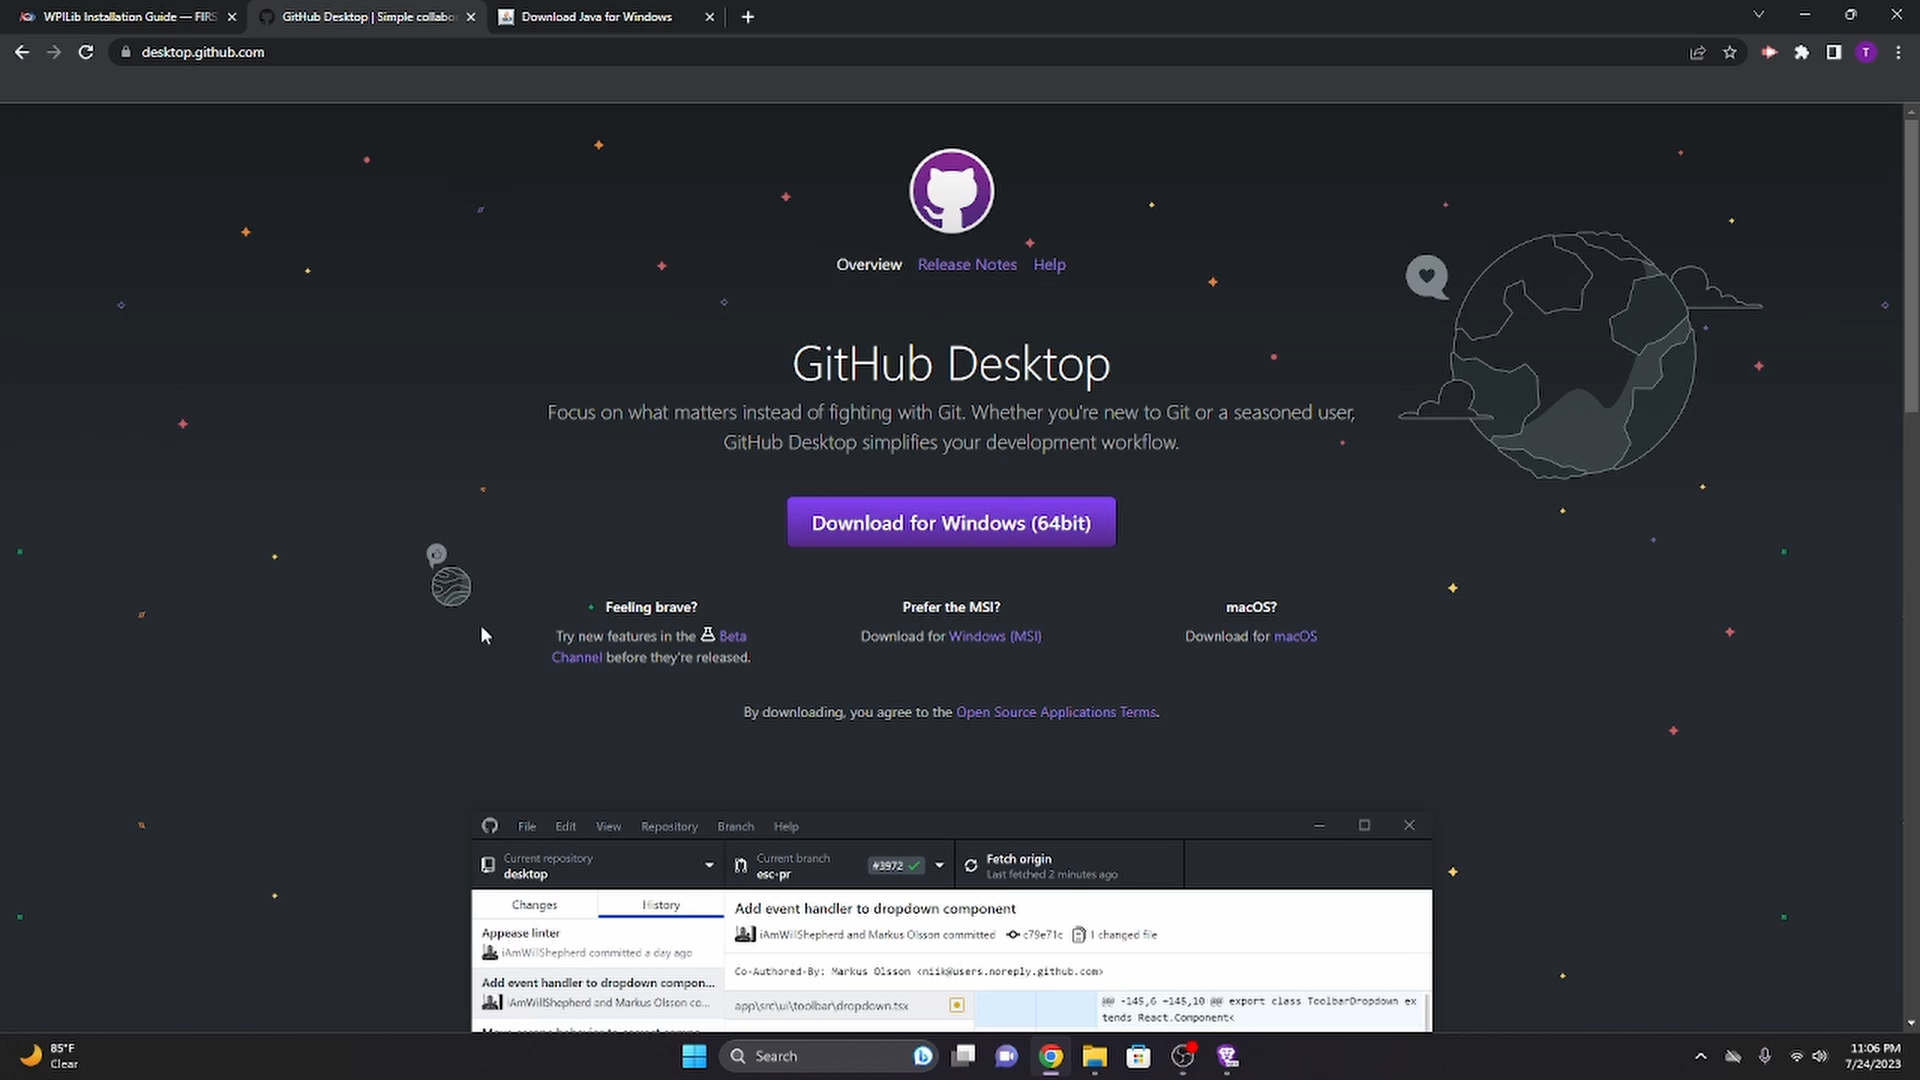 WPILib Installation Guide — FIRS
GitHub Desktop | Simple collabo
Download Java for Windows
desktop.github.com
T
Overview Release Notes Help
GitHub Desktop
Focus on what matters instead of fighting with Git. Whether you're new to Git or a seasoned user,
GitHub Desktop simplifies your development workflow.
Download for Windows (64bit)
Feeling brave?
Try new features in the Beta
Channel before they're released.
Prefer the MSI?
Download for Windows (MSI)
macOS?
Download for macOS
By downloading, you agree to the Open Source Applications Terms.
File Edit View Repository Branch Help
Current repository
desktop
Current branch
esc-pr
#3972
Fetch origin
Last fetched 2 minutes ago
Changes History
Appease linter
iAmWillShepherd committed a day ago
Add event handler to dropdown compon...
iAmWillShepherd and Markus Olsson co...
Add event handler to dropdown component
iAmWillShepherd and Markus Olsson committed c79e71c 1 changed file
Co-Authored-By: Markus Olsson <niik@users.noreply.github.com>
app\src\ui\toolbar\dropdown.tsx
@@ -145,6 +145,10 @@ export class ToolbarDropdown ex
tends React.Component<
85°F
Clear
Search
11:06 PM
7/24/2023